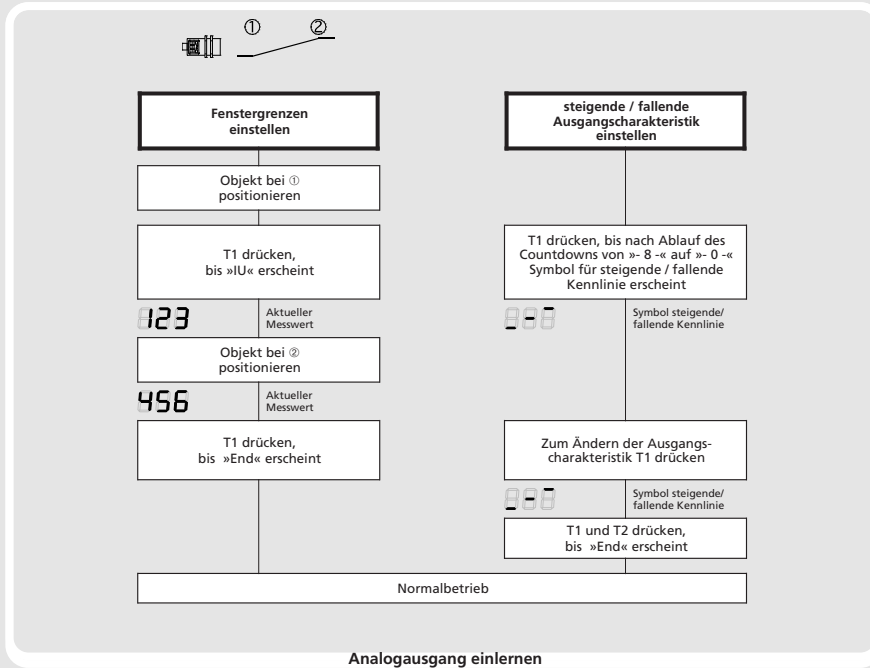 ① ②
Fenstergrenzen
einstellen
Objekt bei ①
positionieren
T1 drücken,
bis »IU« erscheint
123
Aktueller
Messwert
Objekt bei ②
positionieren
456
Aktueller
Messwert
T1 drücken,
bis »End« erscheint
steigende / fallende
Ausgangscharakteristik
einstellen
T1 drücken, bis nach Ablauf des
Countdowns von »- 8 -« auf »- 0 -«
Symbol für steigende / fallende
Kennlinie erscheint
Symbol steigende/
fallende Kennlinie
Zum Ändern der Ausgangs-
charakteristik T1 drücken
Symbol steigende/
fallende Kennlinie
T1 und T2 drücken,
bis »End« erscheint
Normalbetrieb
Analogausgang einlernen